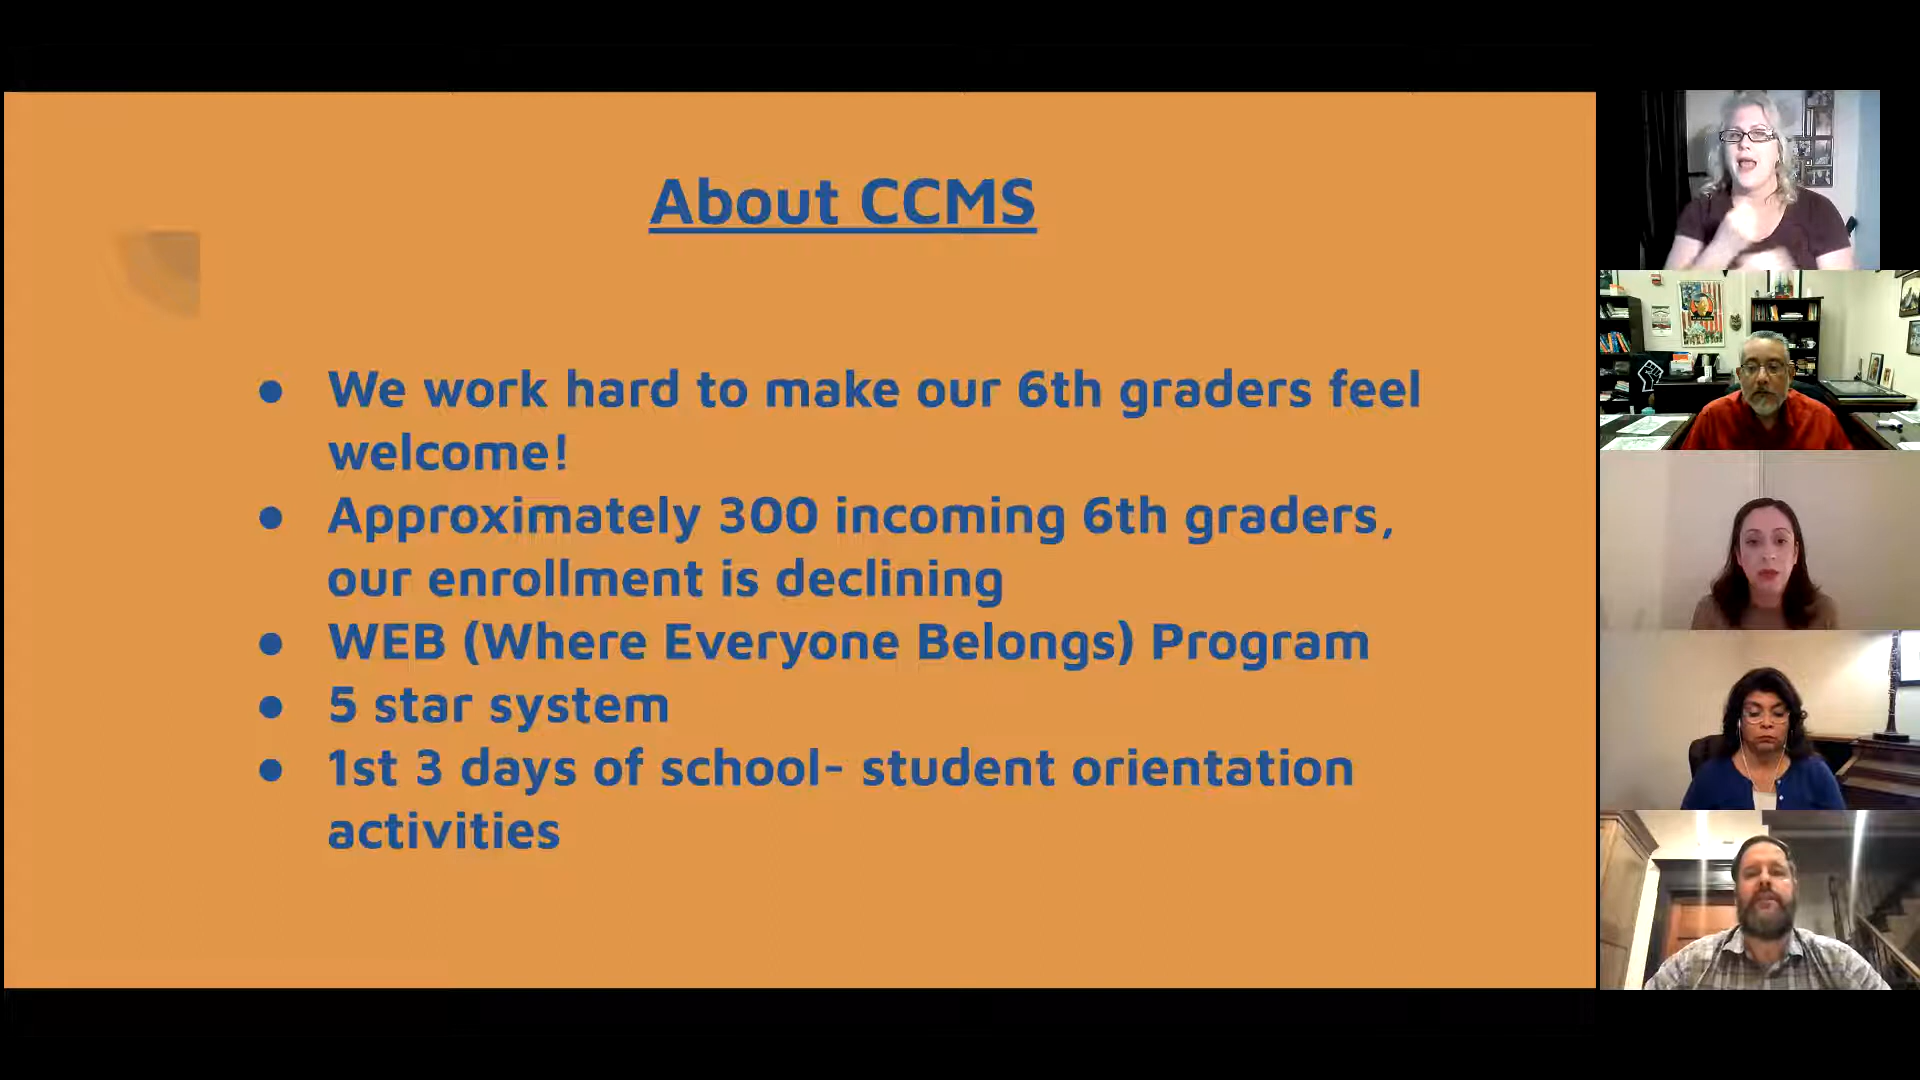 About CCMS
● We work hard to make our 6th graders feel
welcome!
● Approximately 300 incoming 6th graders,
our enrollment is declining
● WEB (Where Everyone Belongs) Program
● 5 star system
● 1st 3 days of school- student orientation
activities